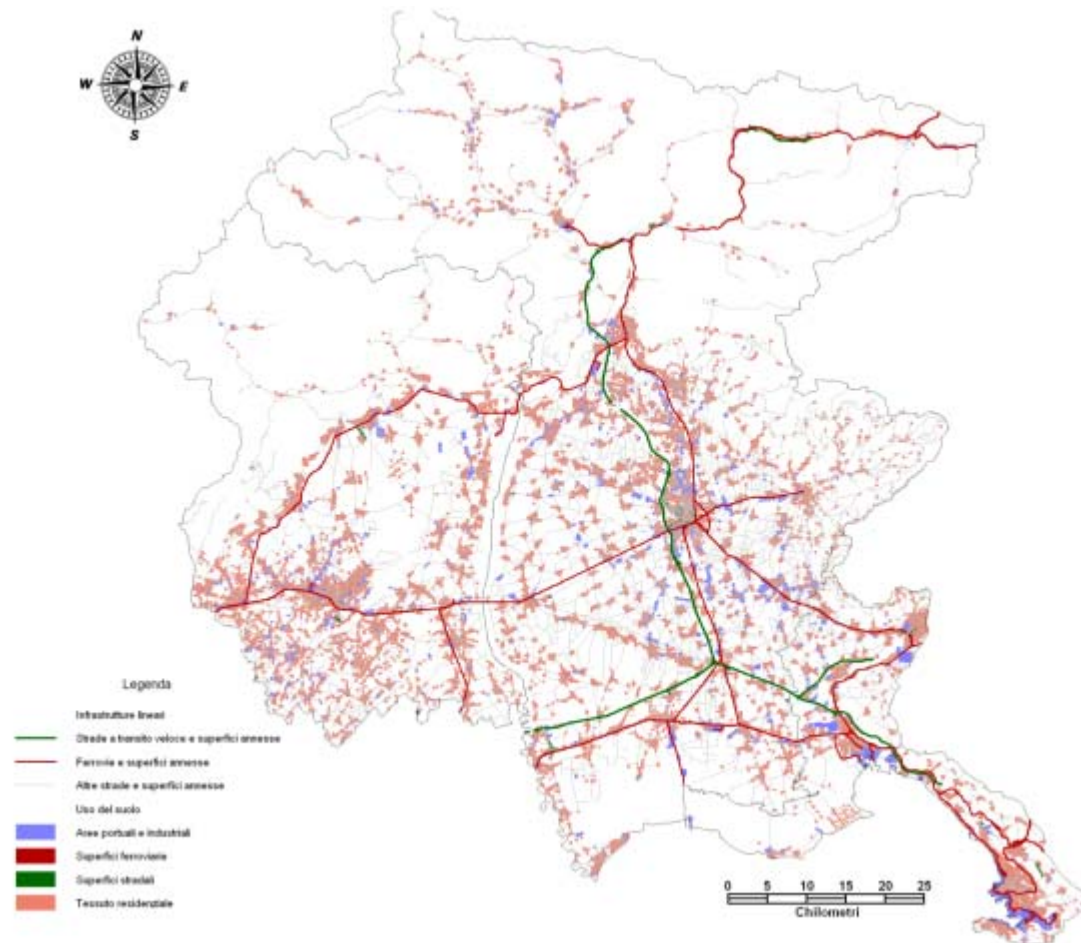 N
W E
S
Legenda
Infrastrutture lineari
Strade a transito veloce e superfici annesse
Ferrovie e superfici annesse
Altre strade e superfici annesse
Uso del suolo
Aree portuali e industriali
Superfici ferroviarie
Superfici stradali
Tessuto residenziale
0 5 10 15 20 25
Chilometri